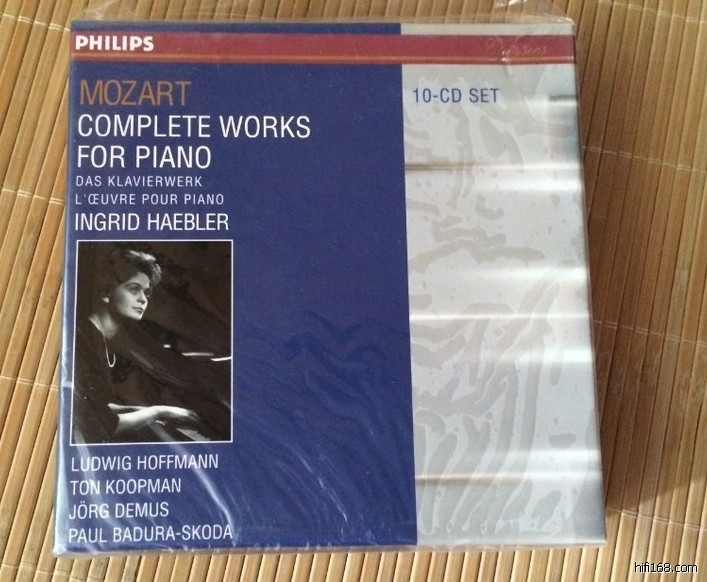 PHILIPS
MOZART
10-CD SET
COMPLETE WORKS
FOR PIANO
DAS KLAVIERWERK
L'ŒUVRE POUR PIANO
INGRID HAEBLER
LUDWIG HOFFMANN
TON KOOPMAN
JÖRG DEMUS
PAUL BADURA-SKODA
hifi168.com